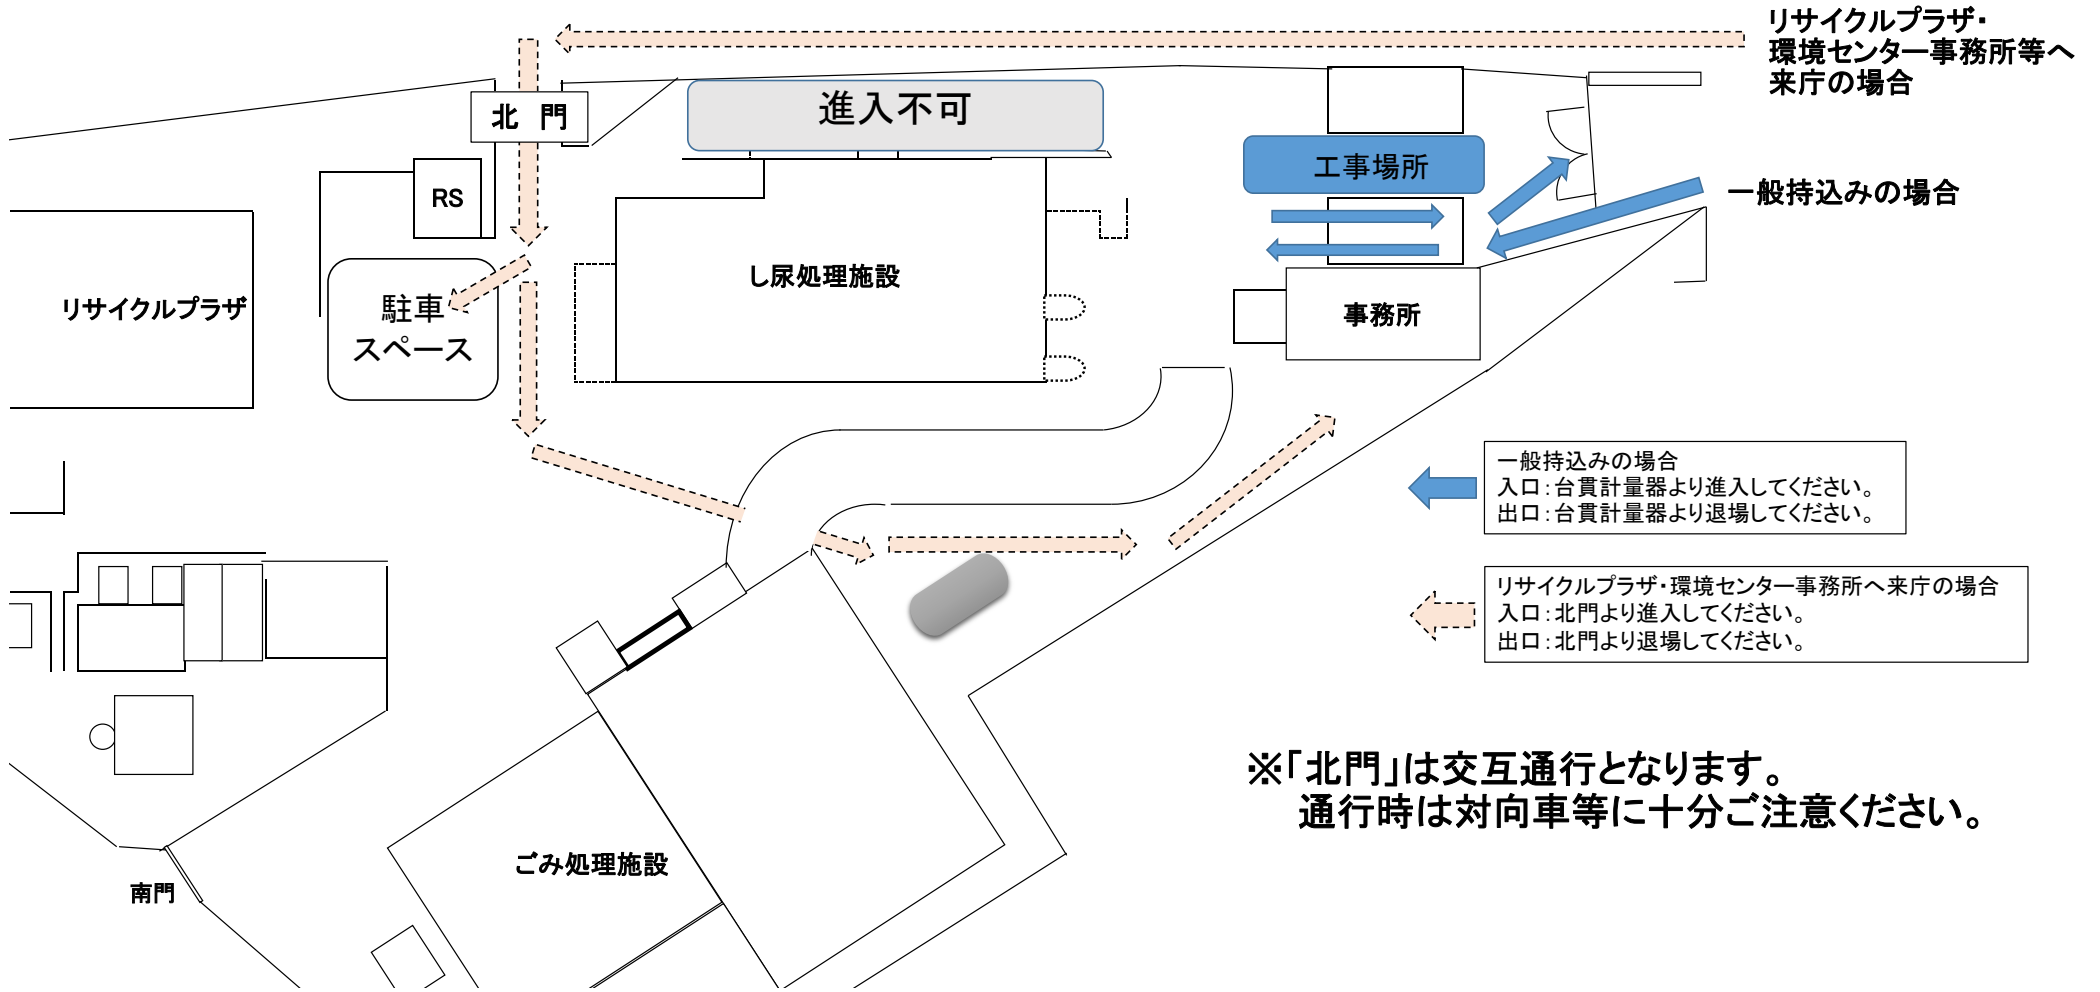 リサイクルプラザ・
環境センター事務所等へ
来庁の場合
進入不可
北　門
工事場所
一般持込みの場合
RS
し尿処理施設
リサイクルプラザ
駐車
スペース
事務所
一般持込みの場合
入口：台貫計量器より進入してください。
出口：台貫計量器より退場してください。
リサイクルプラザ・環境センター事務所へ来庁の場合
入口：北門より進入してください。
出口：北門より退場してください。
※「北門」は交互通行となります。
通行時は対向車等に十分ご注意ください。
ごみ処理施設
南門